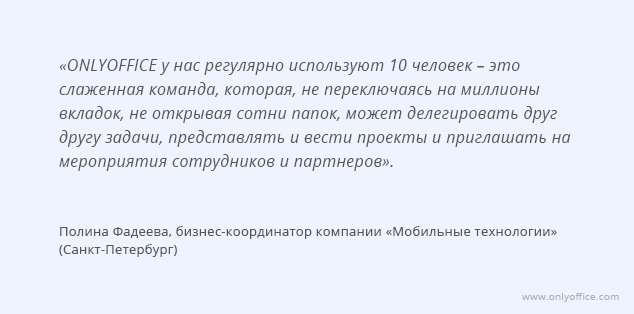 «ONLYOFFICE у нас регулярно используют 10 человек – это
слаженная команда, которая, не переключаясь на миллионы
вкладок, не открывая сотни папок, может делегировать друг
другу задачи, представлять и вести проекты и приглашать на
мероприятия сотрудников и партнеров».
Полина Фадеева, бизнес-координатор компании «Мобильные технологии»
(Санкт-Петербург)
www.onlyoffice.com